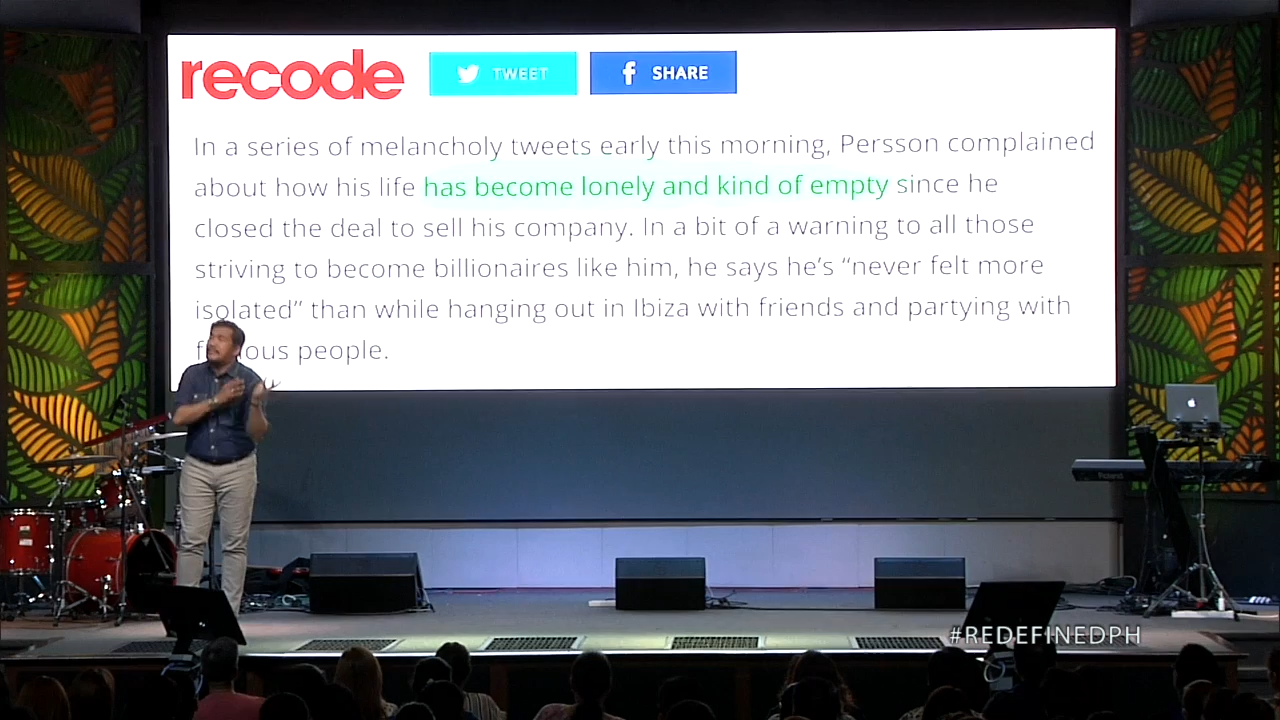 recode
TWEET
SHARE
In a series of melancholy tweets early this morning, Persson complained
about how his life has become lonely and kind of empty since he
closed the deal to sell his company. In a bit of a warning to all those
striving to become billionaires like him, he says he's “never felt more
isolated” than while hanging out in Ibiza with friends and partying with
people.
Roland
#REDEFINEDPH